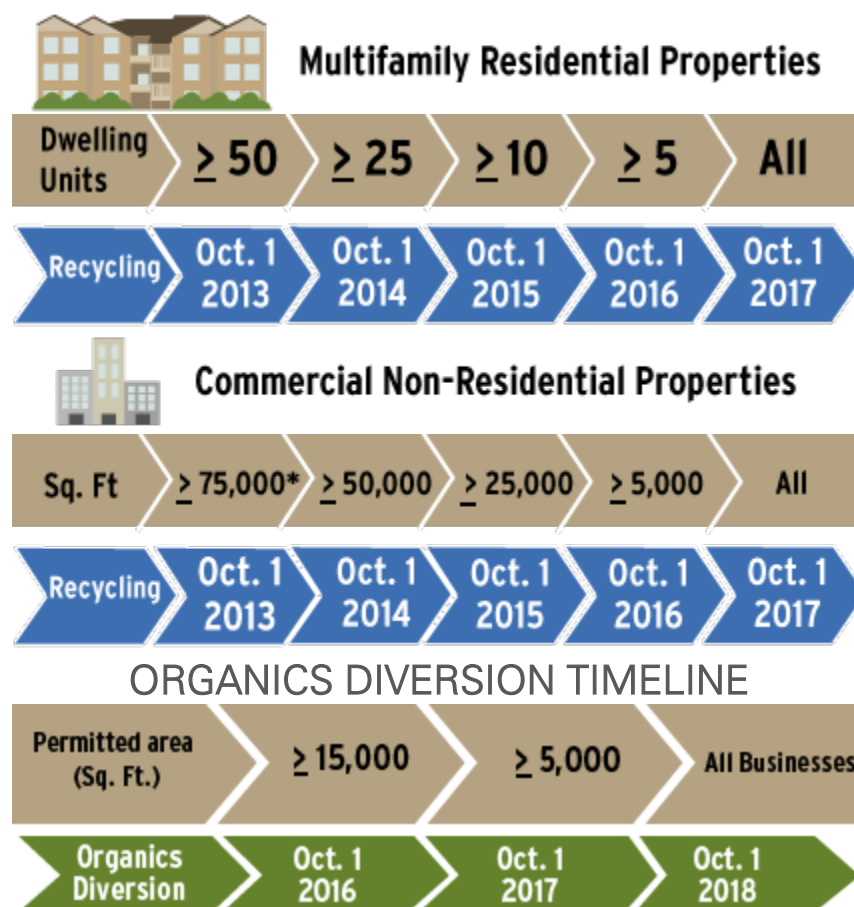 Multifamily Residential Properties
Dwelling Units ≥ 50 ≥ 25 ≥ 10 ≥ 5 All
Recycling Oct. 1 2013 Oct. 1 2014 Oct. 1 2015 Oct. 1 2016 Oct. 1 2017
Commercial Non-Residential Properties
Sq. Ft ≥ 75,000* ≥ 50,000 ≥ 25,000 ≥ 5,000 All
Recycling Oct. 1 2013 Oct. 1 2014 Oct. 1 2015 Oct. 1 2016 Oct. 1 2017
ORGANICS DIVERSION TIMELINE
Permitted area (Sq. Ft.) ≥ 15,000 ≥ 5,000 All Businesses
Organics Diversion Oct. 1 2016 Oct. 1 2017 Oct. 1 2018